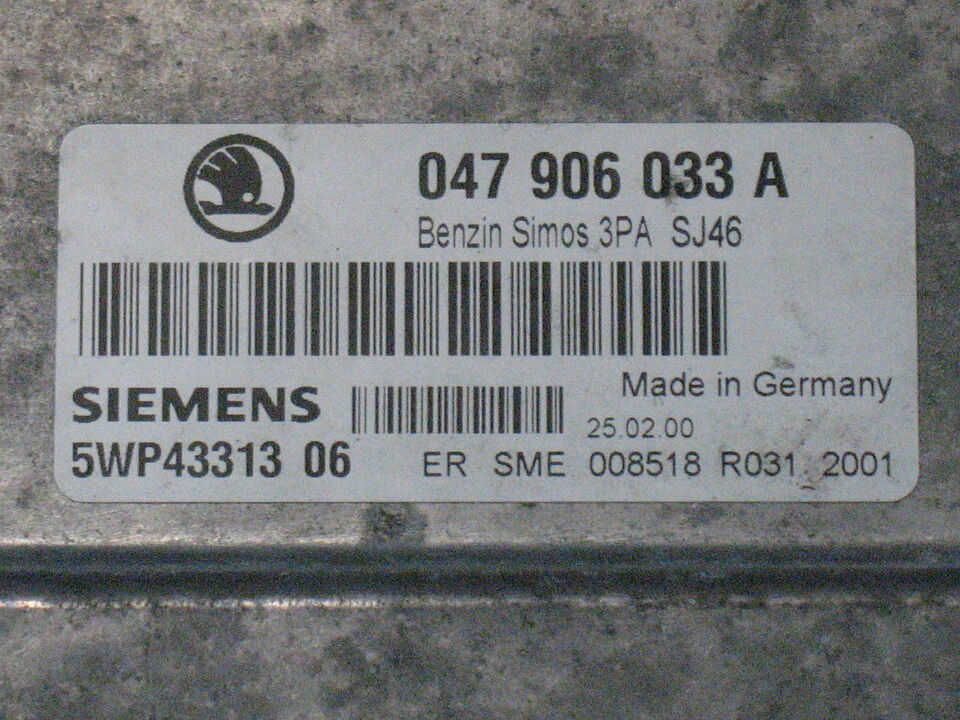 047 906 033 A
Benzin Simos 3PA SJ46
SIEMENS
Made in Germany
25.02.00
5WP43313 06
ER SME 008518 R031 2001